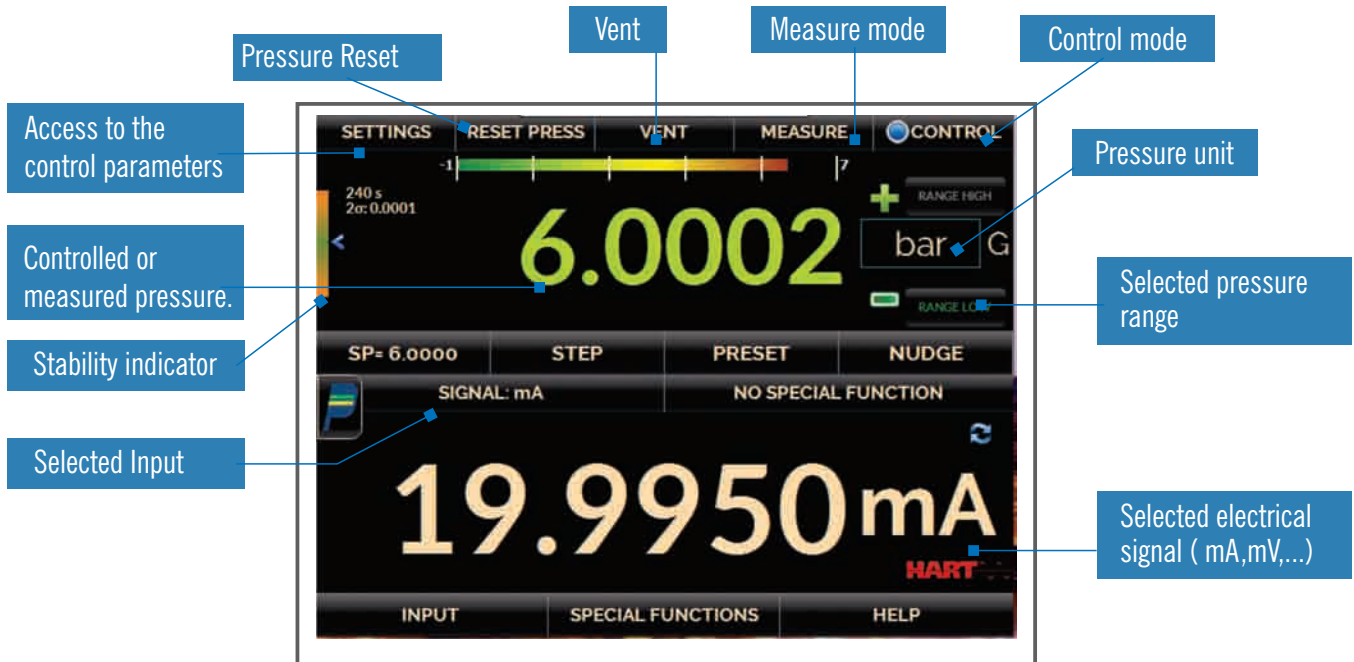 Vent
Measure mode
Control mode
Pressure Reset
Access to the
control parameters
Pressure unit
Controlled or
measured pressure.
Selected pressure
range
Stability indicator
Selected Input
Selected electrical
signal ( mA,mV,...)
SETTINGS RESET PRESS VENT MEASURE CONTROL
-1 7
240 s
2σ: 0.0001
RANGE HIGH
6.0002 bar G
RANGE LOW
SP= 6.0000 STEP PRESET NUDGE
SIGNAL: mA NO SPECIAL FUNCTION
19.9950 mA
HART
INPUT SPECIAL FUNCTIONS HELP